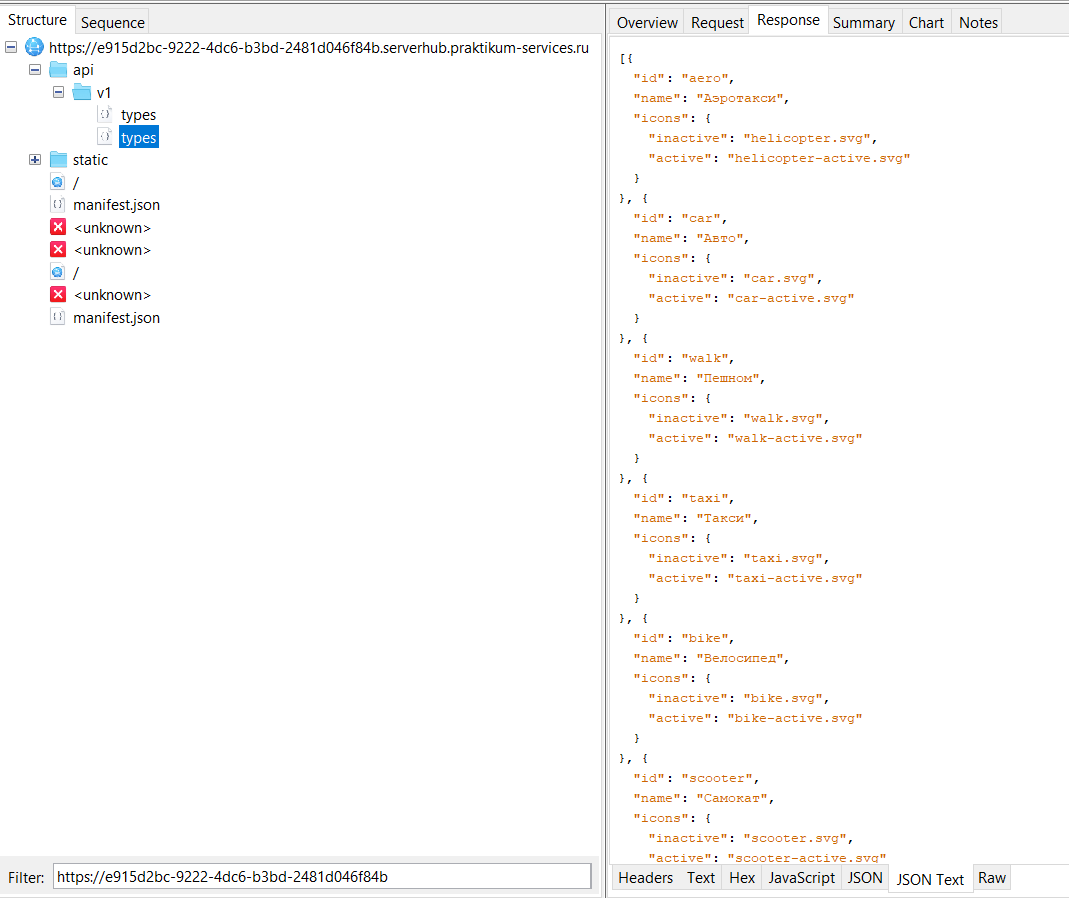 Structure Sequence
https://e915d2bc-9222-4dc6-b3bd-2481d046f84b.serverhub.praktikum-services.ru
api
v1
types
types
static
/
manifest.json
<unknown>
<unknown>
/
<unknown>
manifest.json
Filter: https://e915d2bc-9222-4dc6-b3bd-2481d046f84b
Overview Request Response Summary Chart Notes
[{
"id": "aero",
"name": "Аэротакси",
"icons": {
"inactive": "helicopter.svg",
"active": "helicopter-active.svg"
}
}, {
"id": "car",
"name": "Авто",
"icons": {
"inactive": "car.svg",
"active": "car-active.svg"
}
}, {
"id": "walk",
"name": "Пешном",
"icons": {
"inactive": "walk.svg",
"active": "walk-active.svg"
}
}, {
"id": "taxi",
"name": "Такси",
"icons": {
"inactive": "taxi.svg",
"active": "taxi-active.svg"
}
}, {
"id": "bike",
"name": "Велосипед",
"icons": {
"inactive": "bike.svg",
"active": "bike-active.svg"
}
}, {
"id": "scooter",
"name": "Самокат",
"icons": {
"inactive": "scooter.svg",
"active": "scooter-active.svg"
Headers Text Hex JavaScript JSON JSON Text Raw